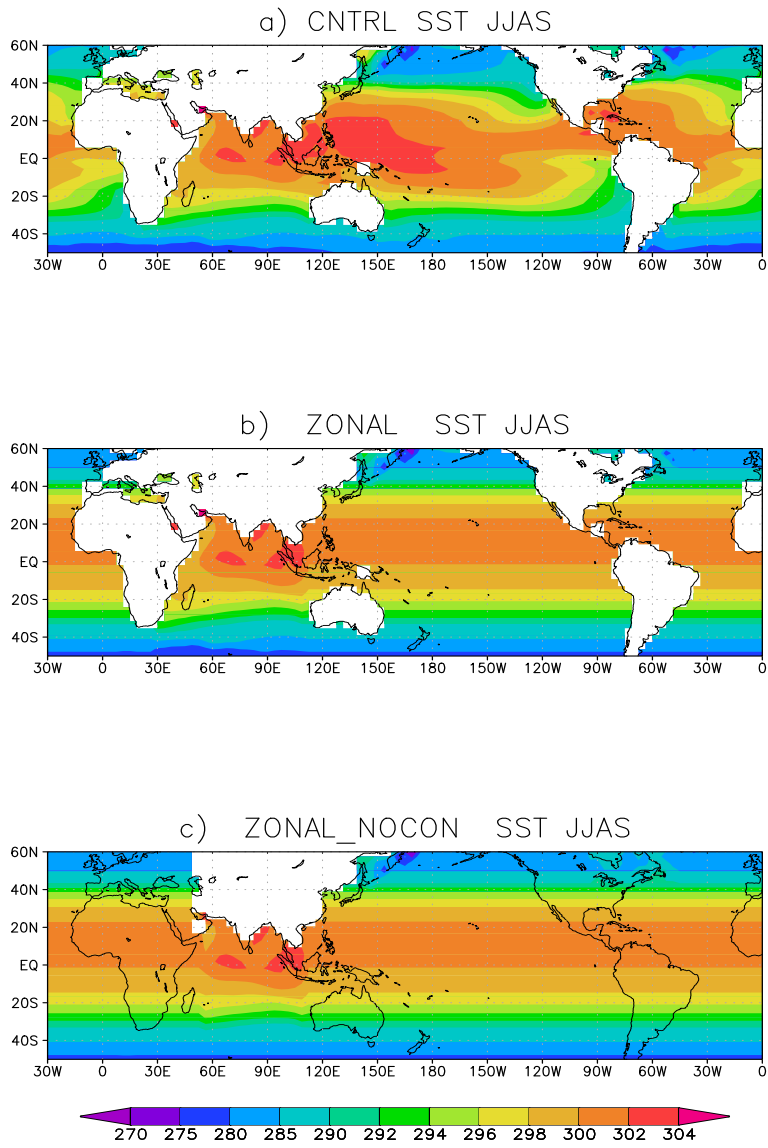 a) CNTRL SST JJAS
60N
40N
20N
EQ
20S
40S
30W 0 30E 60E 90E 120E 150E 180 150W 120W 90W 60W 30W 0
b) ZONAL SST JJAS
60N
40N
20N
EQ
20S
40S
30W 0 30E 60E 90E 120E 150E 180 150W 120W 90W 60W 30W 0
c) ZONAL_NOCON SST JJAS
60N
40N
20N
EQ
20S
40S
30W 0 30E 60E 90E 120E 150E 180 150W 120W 90W 60W 30W 0
270 275 280 285 290 292 294 296 298 300 302 304